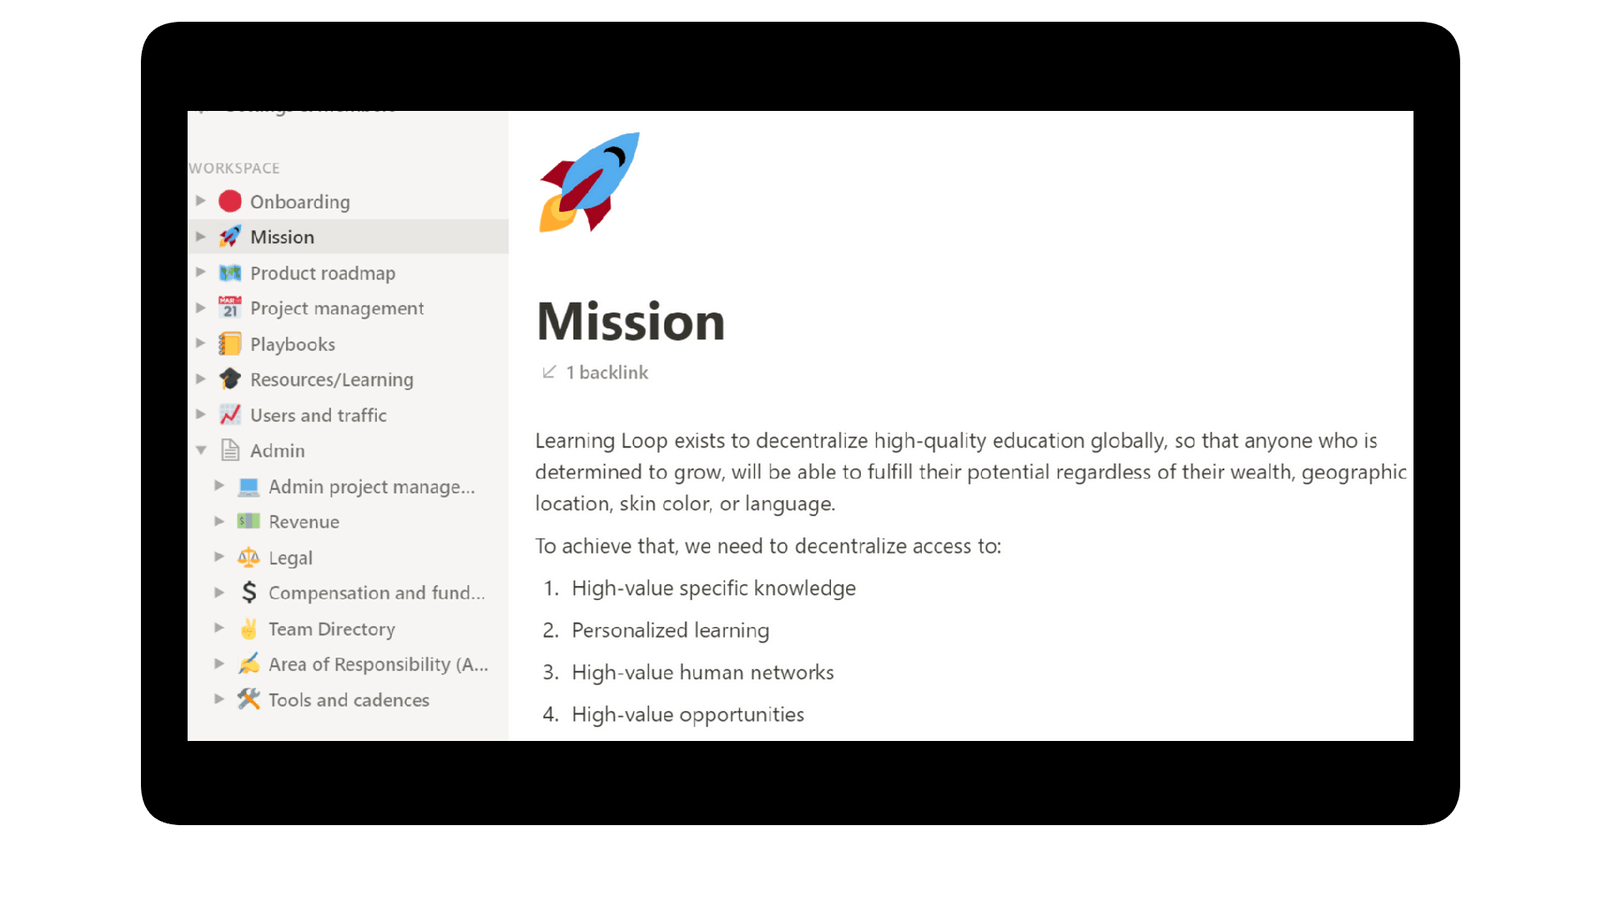 WORKSPACE
Onboarding
Mission
Product roadmap
Project management
Playbooks
Resources/Learning
Users and traffic
Admin
Admin project manage...
Revenue
Legal
Compensation and fund...
Team Directory
Area of Responsibility (A...
Tools and cadences
Mission
1 backlink
Learning Loop exists to decentralize high-quality education globally, so that anyone who is
determined to grow, will be able to fulfill their potential regardless of their wealth, geographic
location, skin color, or language.
To achieve that, we need to decentralize access to:
1. High-value specific knowledge
2. Personalized learning
3. High-value human networks
4. High-value opportunities